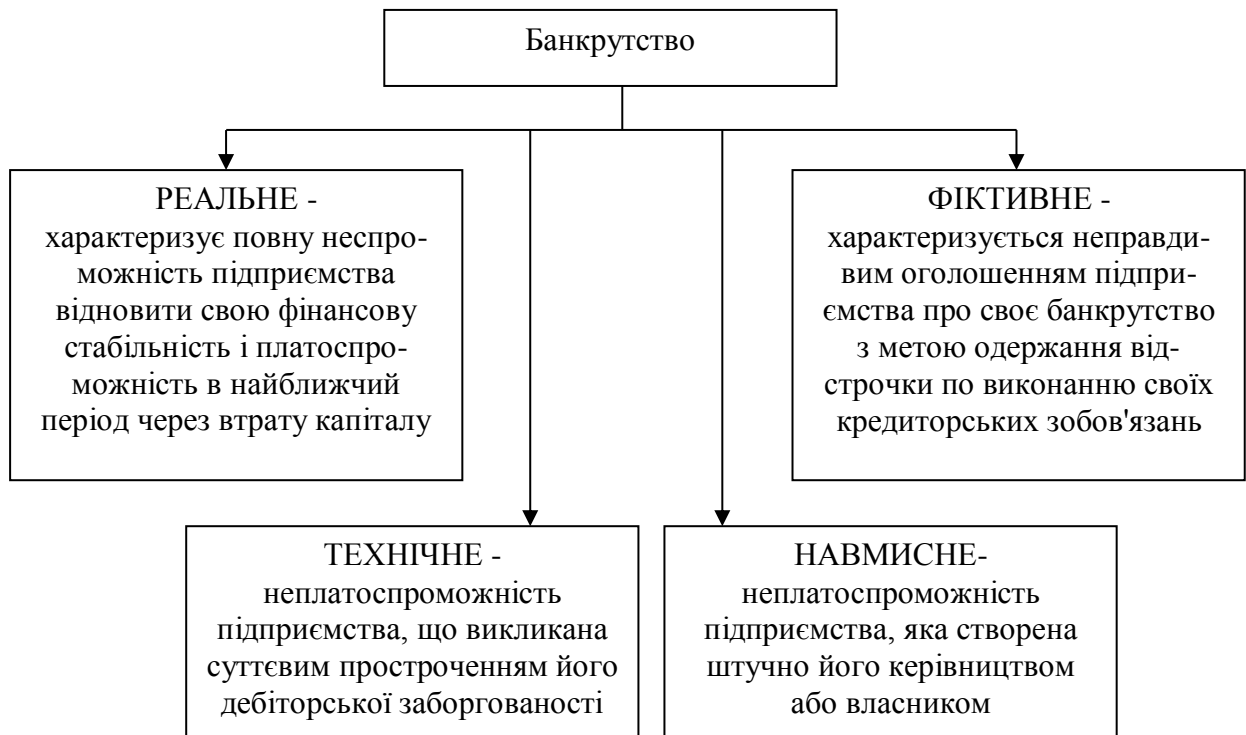 Банкрутство
РЕАЛЬНЕ -
характеризує повну неспро-
можність підприємства
відновити свою фінансову
стабільність і платоспро-
можність в найближчий
період через втрату капіталу
ФІКТИВНЕ -
характеризується неправди-
вим оголошенням підпри-
ємства про своє банкрутство
з метою одержання від-
строчки по виконанню своїх
кредиторських зобов'язань
ТЕХНІЧНЕ -
неплатоспроможність
підприємства, що викликана
суттєвим простроченням його
дебіторської заборгованості
НАВМИСНЕ-
неплатоспроможність
підприємства, яка створена
штучно його керівництвом
або власником